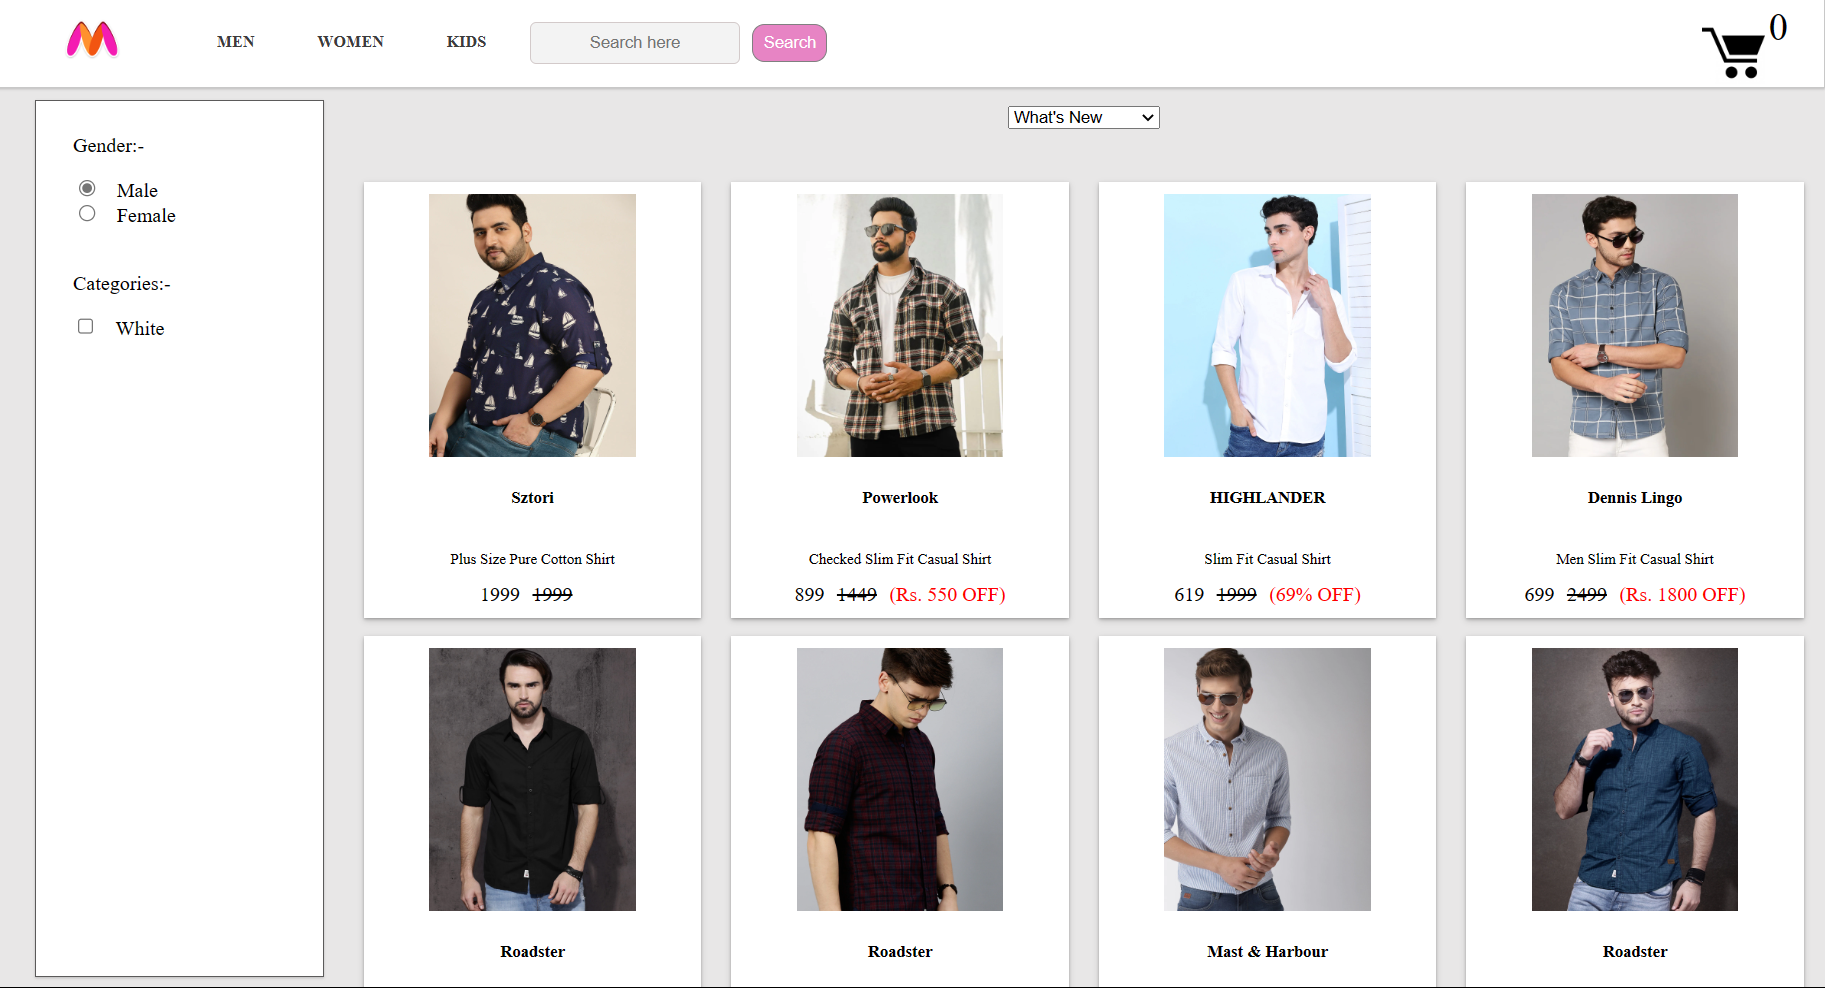 MEN WOMEN KIDS Search here Search 0
What's New
Gender:-
Male
Female
Categories:-
White
Sztori
Plus Size Pure Cotton Shirt
1999 1999
Powerlook
Checked Slim Fit Casual Shirt
899 1449 (Rs. 550 OFF)
HIGHLANDER
Slim Fit Casual Shirt
619 1999 (69% OFF)
Dennis Lingo
Men Slim Fit Casual Shirt
699 2499 (Rs. 1800 OFF)
Roadster
Roadster
Mast & Harbour
Roadster